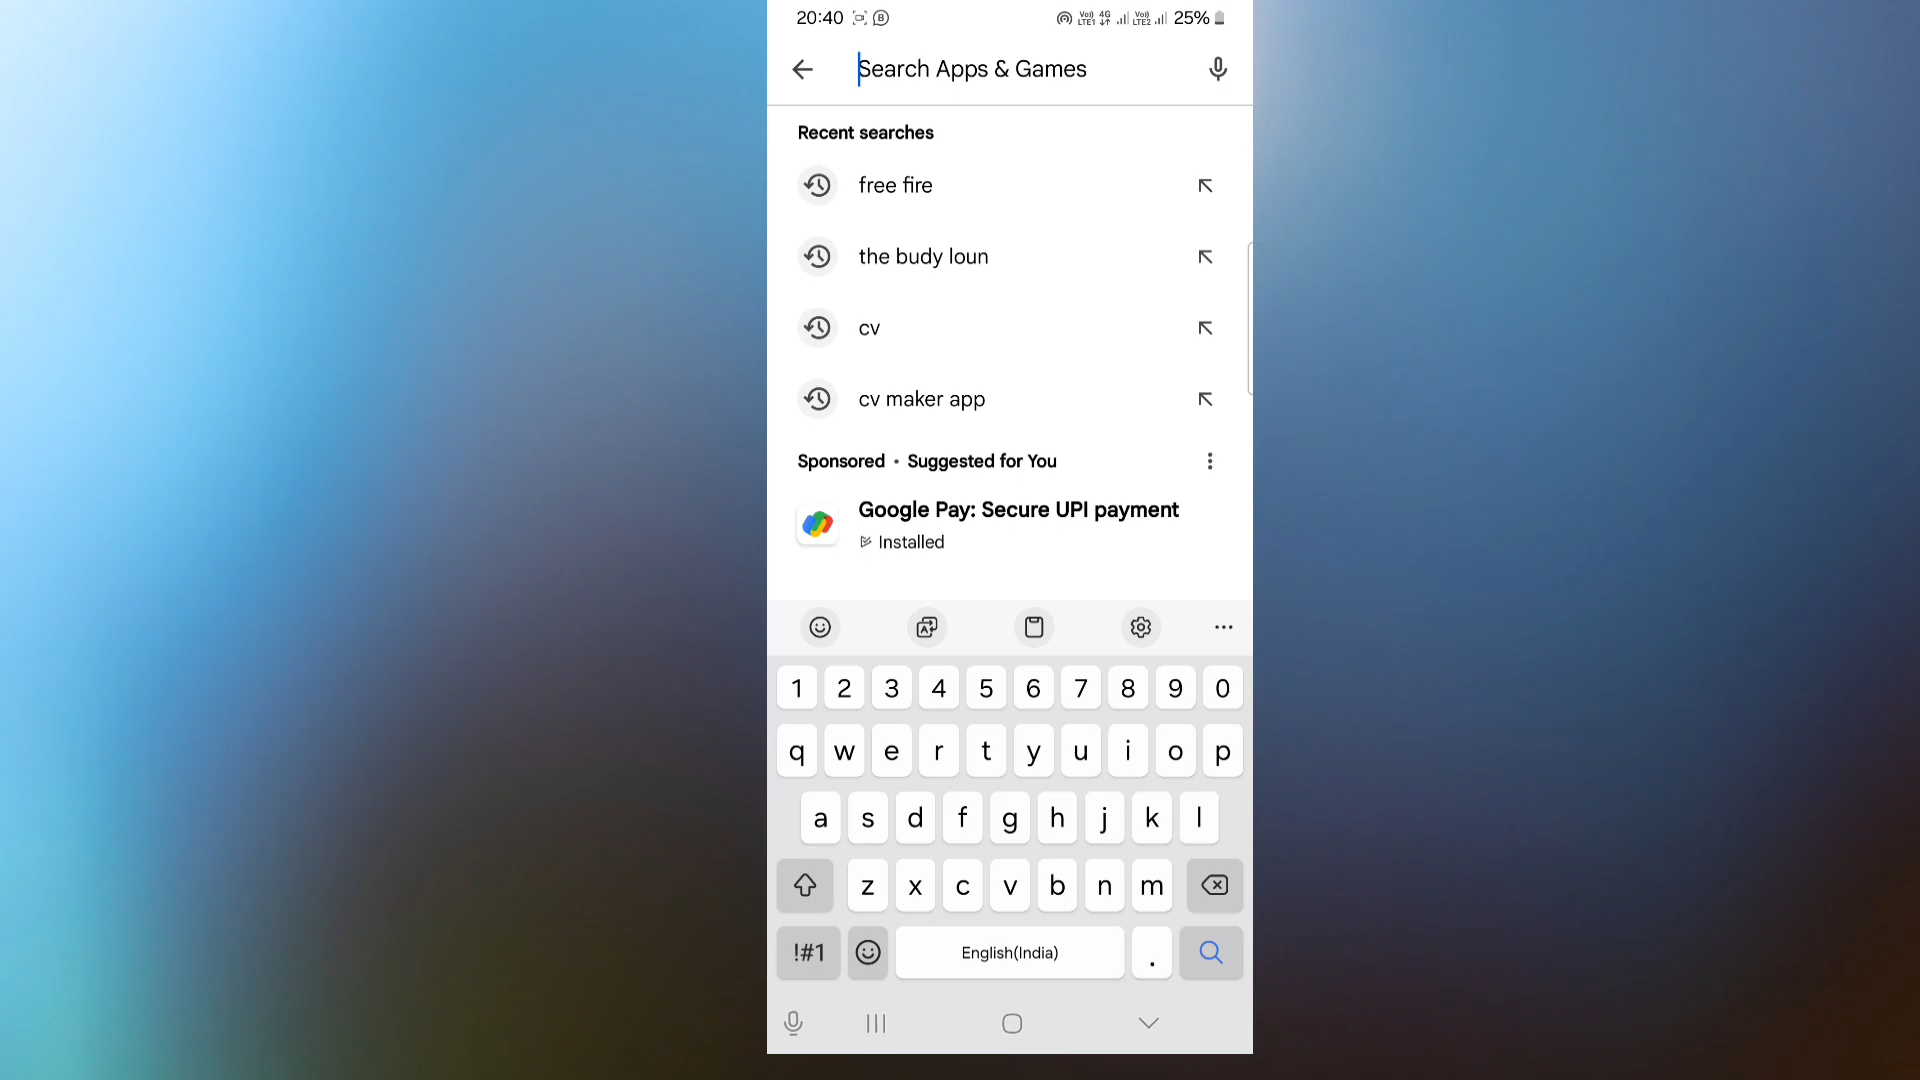 20:40 25%
Search Apps & Games
Recent searches
free fire
the budy loun
cv
cv maker app
Sponsored • Suggested for You
Google Pay: Secure UPI payment
Installed
1 2 3 4 5 6 7 8 9 0
q w e r t y u i o p
a s d f g h j k l
z x c v b n m
!#1 English(India) .